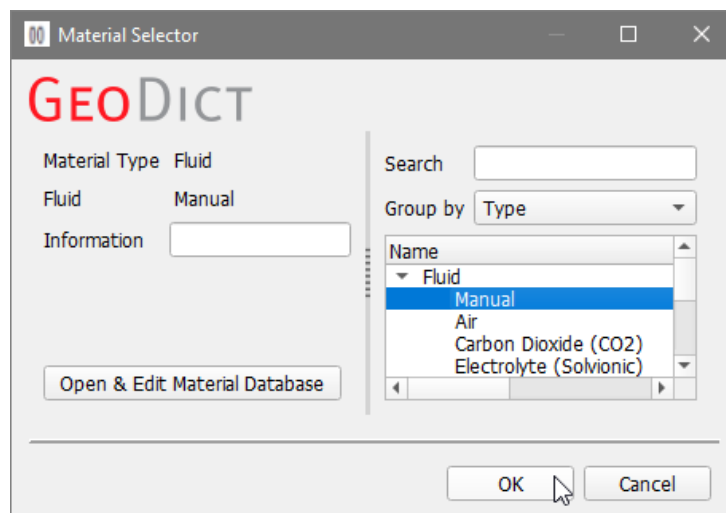 Material Selector
GEODICT
Material Type Fluid
Fluid Manual
Information
Open & Edit Material Database
Search
Group by Type
Name
Fluid
Manual
Air
Carbon Dioxide (CO2)
Electrolyte (Solvionic)
OK Cancel